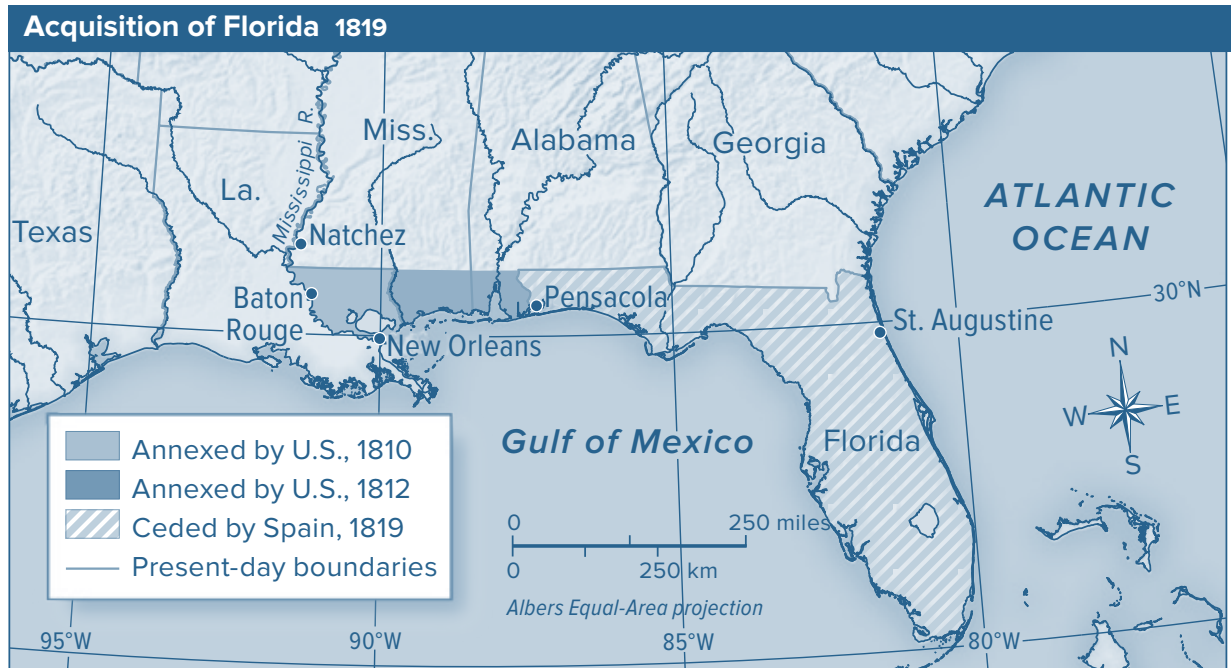 Acquisition of Florida 1819
Miss.
Alabama
Georgia
Mississippi R.
La.
Texas
ATLANTIC
OCEAN
Natchez
Baton
Rouge
Pensacola
30°N
St. Augustine
New Orleans
N
W
E
S
Gulf of Mexico
Florida
Annexed by U.S., 1810
Annexed by U.S., 1812
Ceded by Spain, 1819
Present-day boundaries
0
250 miles
0
250 km
Albers Equal-Area projection
95°W
90°W
85°W
80°W